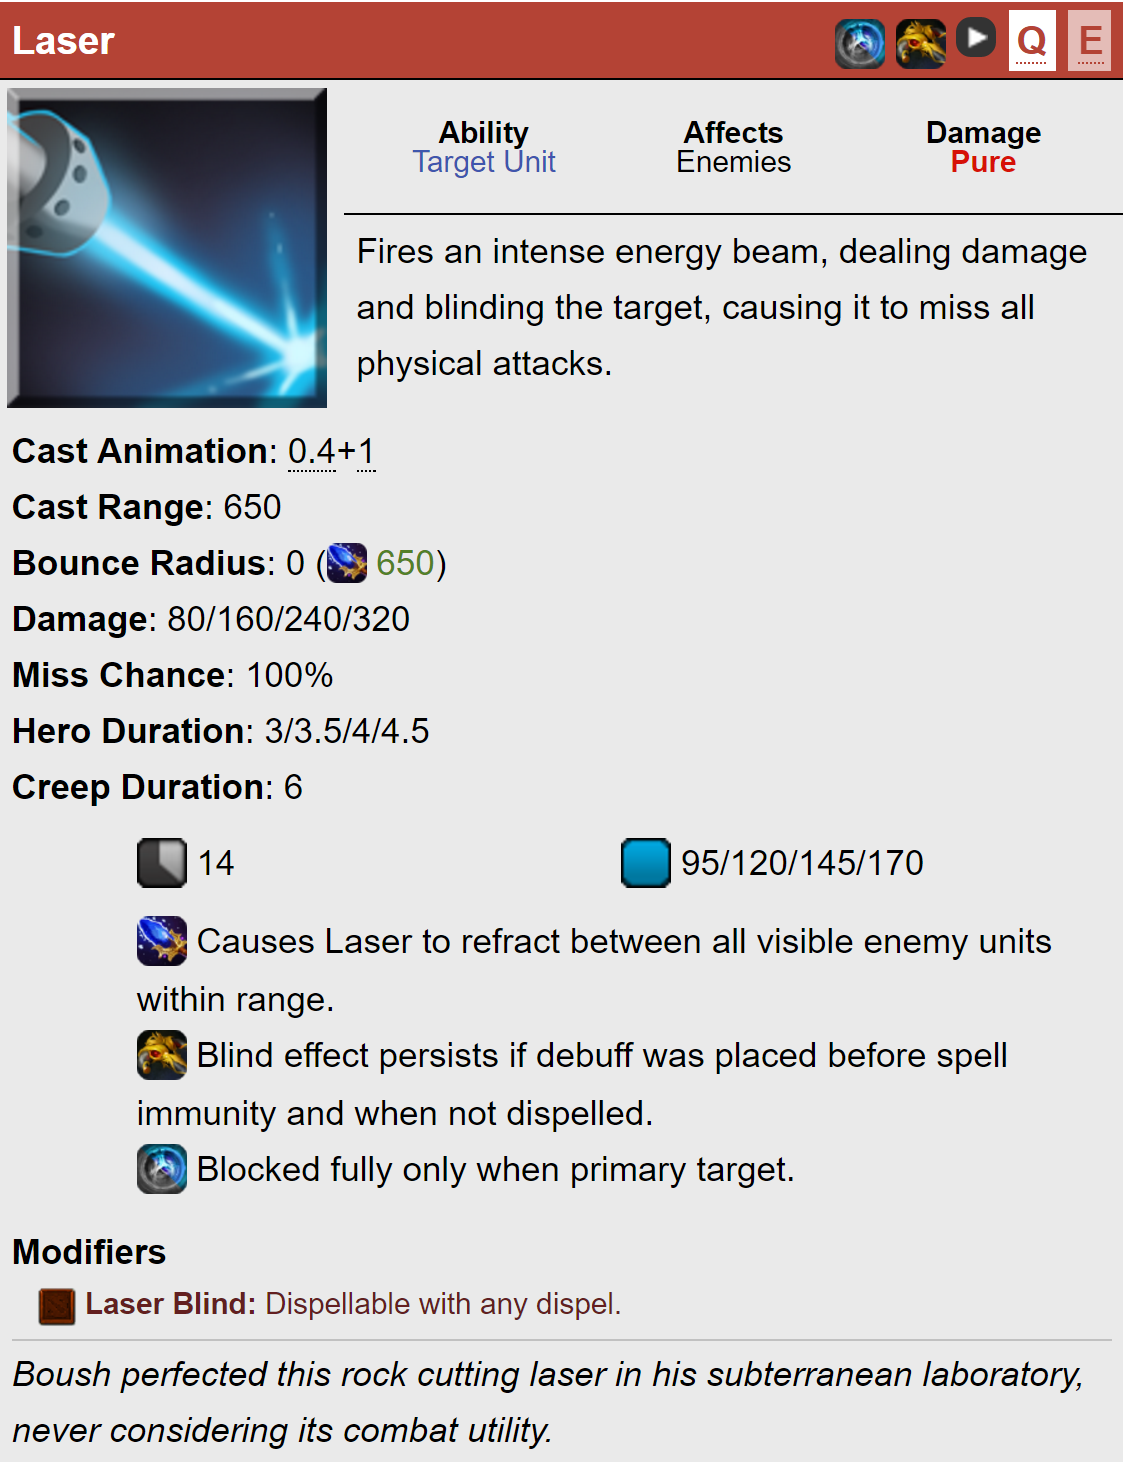 Laser
Q E
Ability Affects Damage
Target Unit Enemies Pure
Fires an intense energy beam, dealing damage
and blinding the target, causing it to miss all
physical attacks.
Cast Animation: 0.4+1
Cast Range: 650
Bounce Radius: 0 ( 650)
Damage: 80/160/240/320
Miss Chance: 100%
Hero Duration: 3/3.5/4/4.5
Creep Duration: 6
14 95/120/145/170
Causes Laser to refract between all visible enemy units
within range.
Blind effect persists if debuff was placed before spell
immunity and when not dispelled.
Blocked fully only when primary target.
Modifiers
Laser Blind: Dispellable with any dispel.
Boush perfected this rock cutting laser in his subterranean laboratory,
never considering its combat utility.